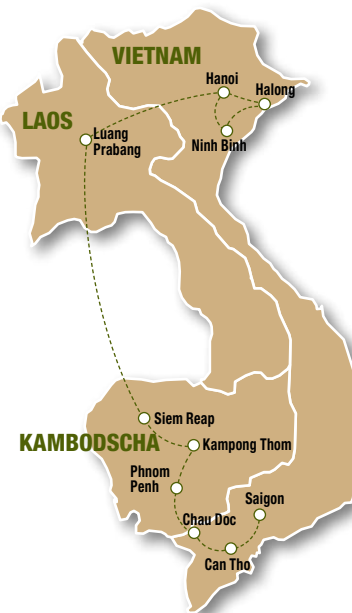 VIETNAM
Hanoi
Halong
LAOS
Luang
Prabang
Ninh Binh
Siem Reap
KAMBODSCHA
Kampong Thom
Phnom
Penh
Saigon
Chau Doc
Can Tho